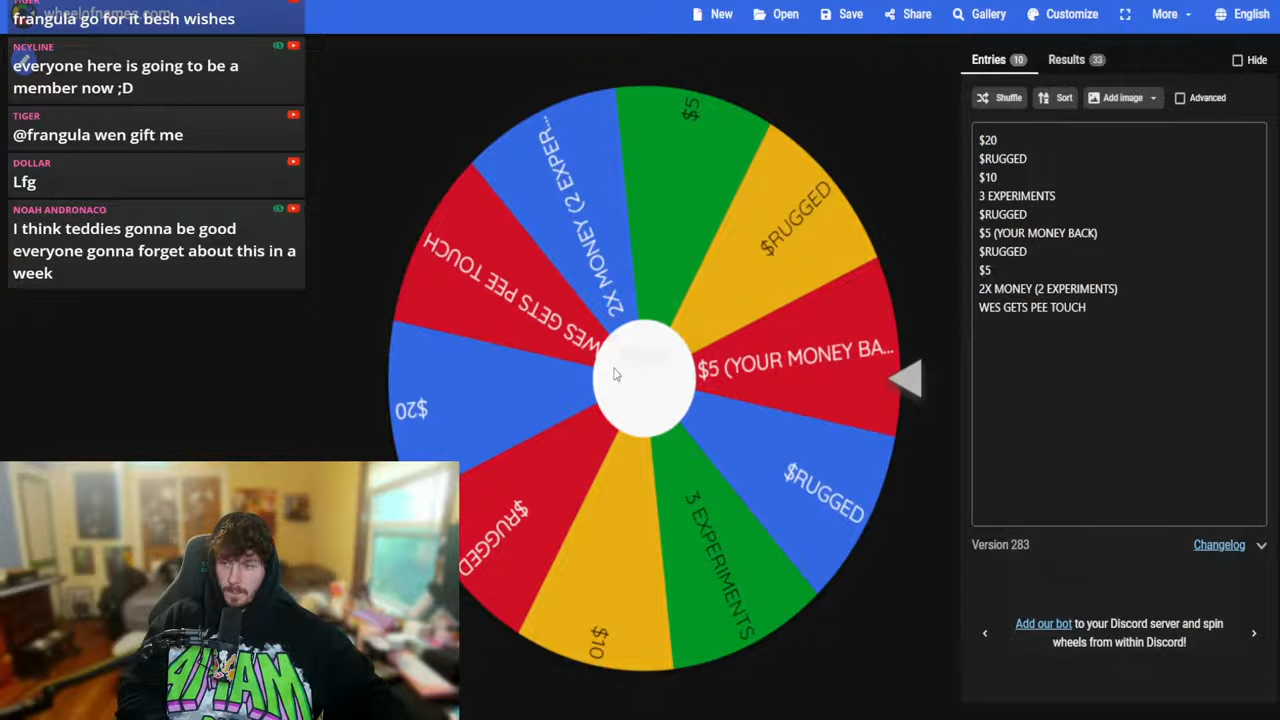 wheelofnames.com
New
Open
Save
Share
Gallery
Customize
More
English
TIGER
frangula go for it besh wishes
NCYLINE
everyone here is going to be a
member now ;D
TIGER
@frangula wen gift me
DOLLAR
Lfg
NOAH ANDRONACO
I think teddies gonna be good
everyone gonna forget about this in a
week
$5
$RUGGED
$5 (YOUR MONEY BA...
$RUGGED
3 EXPERIMENTS
$10
$RUGGED
$20
WES GETS PEE TOUCH
2X MONEY (2 EXPER...
Entries 10
Results 33
Hide
Shuffle
Sort
Add image
Advanced
$20
$RUGGED
$10
3 EXPERIMENTS
$RUGGED
$5 (YOUR MONEY BACK)
$RUGGED
$5
2X MONEY (2 EXPERIMENTS)
WES GETS PEE TOUCH
Version 283
Changelog
Add our bot to your Discord server and spin
wheels from within Discord!